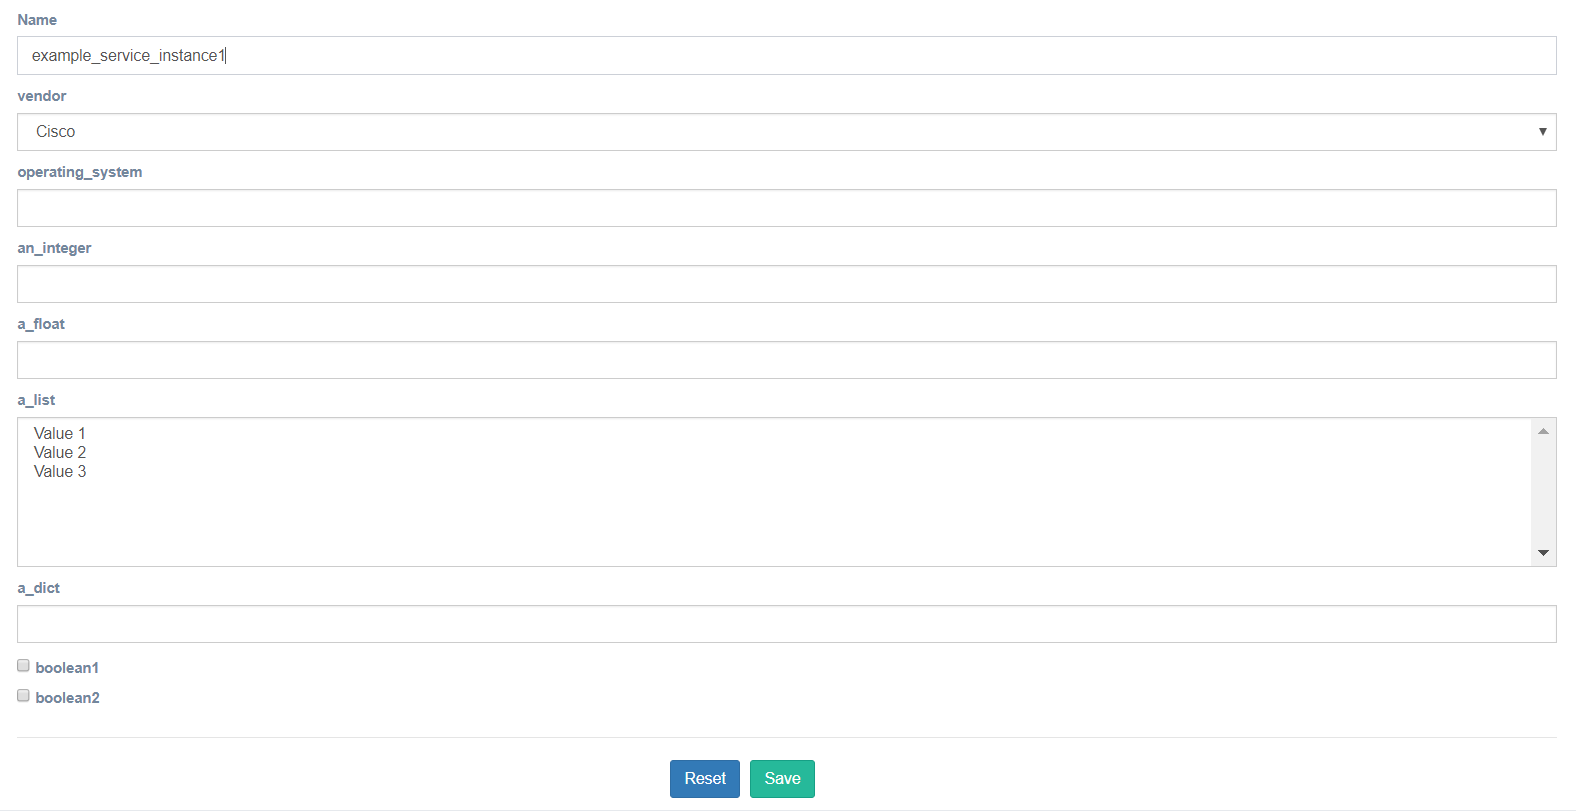 Name
example_service_instance1
vendor
Cisco
operating_system
an_integer
a_float
a_list
Value 1
Value 2
Value 3
a_dict
boolean1
boolean2
Reset Save